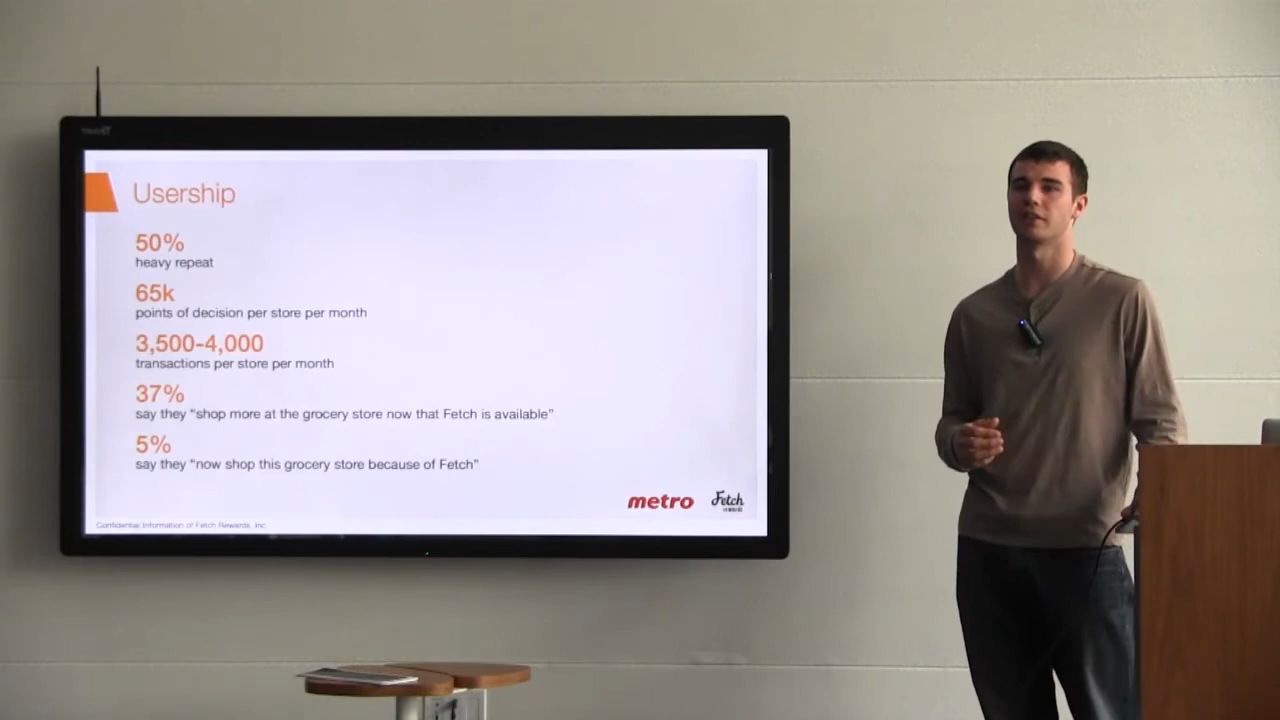 Usership
50%
heavy repeat
65k
points of decision per store per month
3,500-4,000
transactions per store per month
37%
say they “shop more at the grocery store now that Fetch is available”
5%
say they “now shop this grocery store because of Fetch”
metro
Fetch
Confidential Information of Fetch Rewards, Inc.